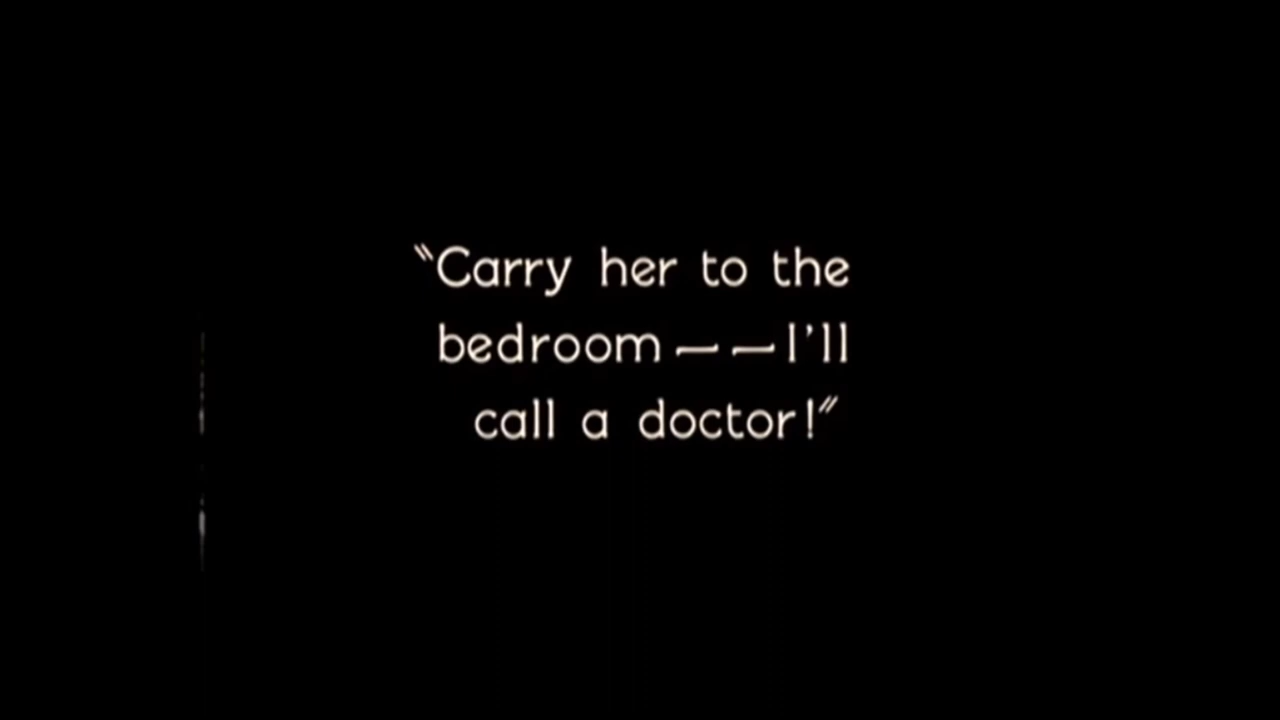 "Carry her to the
bedroom——I'll
call a doctor!"